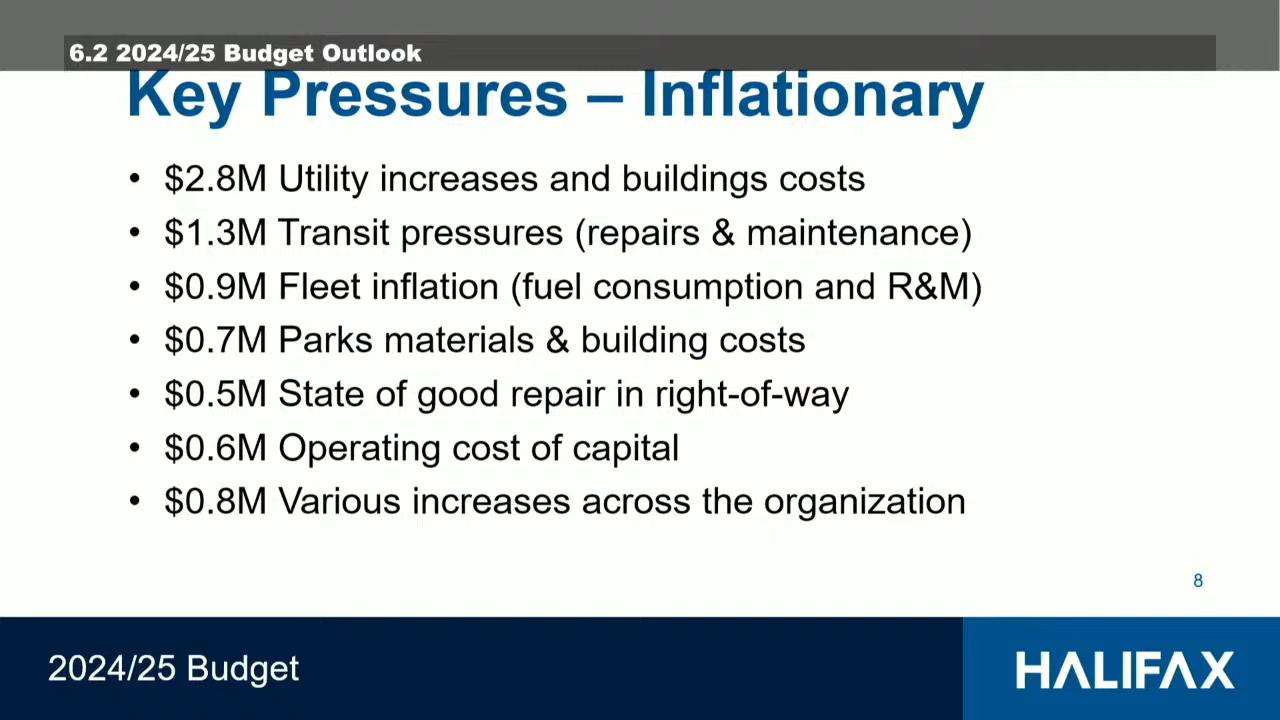 6.2 2024/25 Budget Outlook
Key Pressures – Inflationary
• $2.8M Utility increases and buildings costs
• $1.3M Transit pressures (repairs & maintenance)
• $0.9M Fleet inflation (fuel consumption and R&M)
• $0.7M Parks materials & building costs
• $0.5M State of good repair in right-of-way
• $0.6M Operating cost of capital
• $0.8M Various increases across the organization
8
2024/25 Budget
HALIFAX